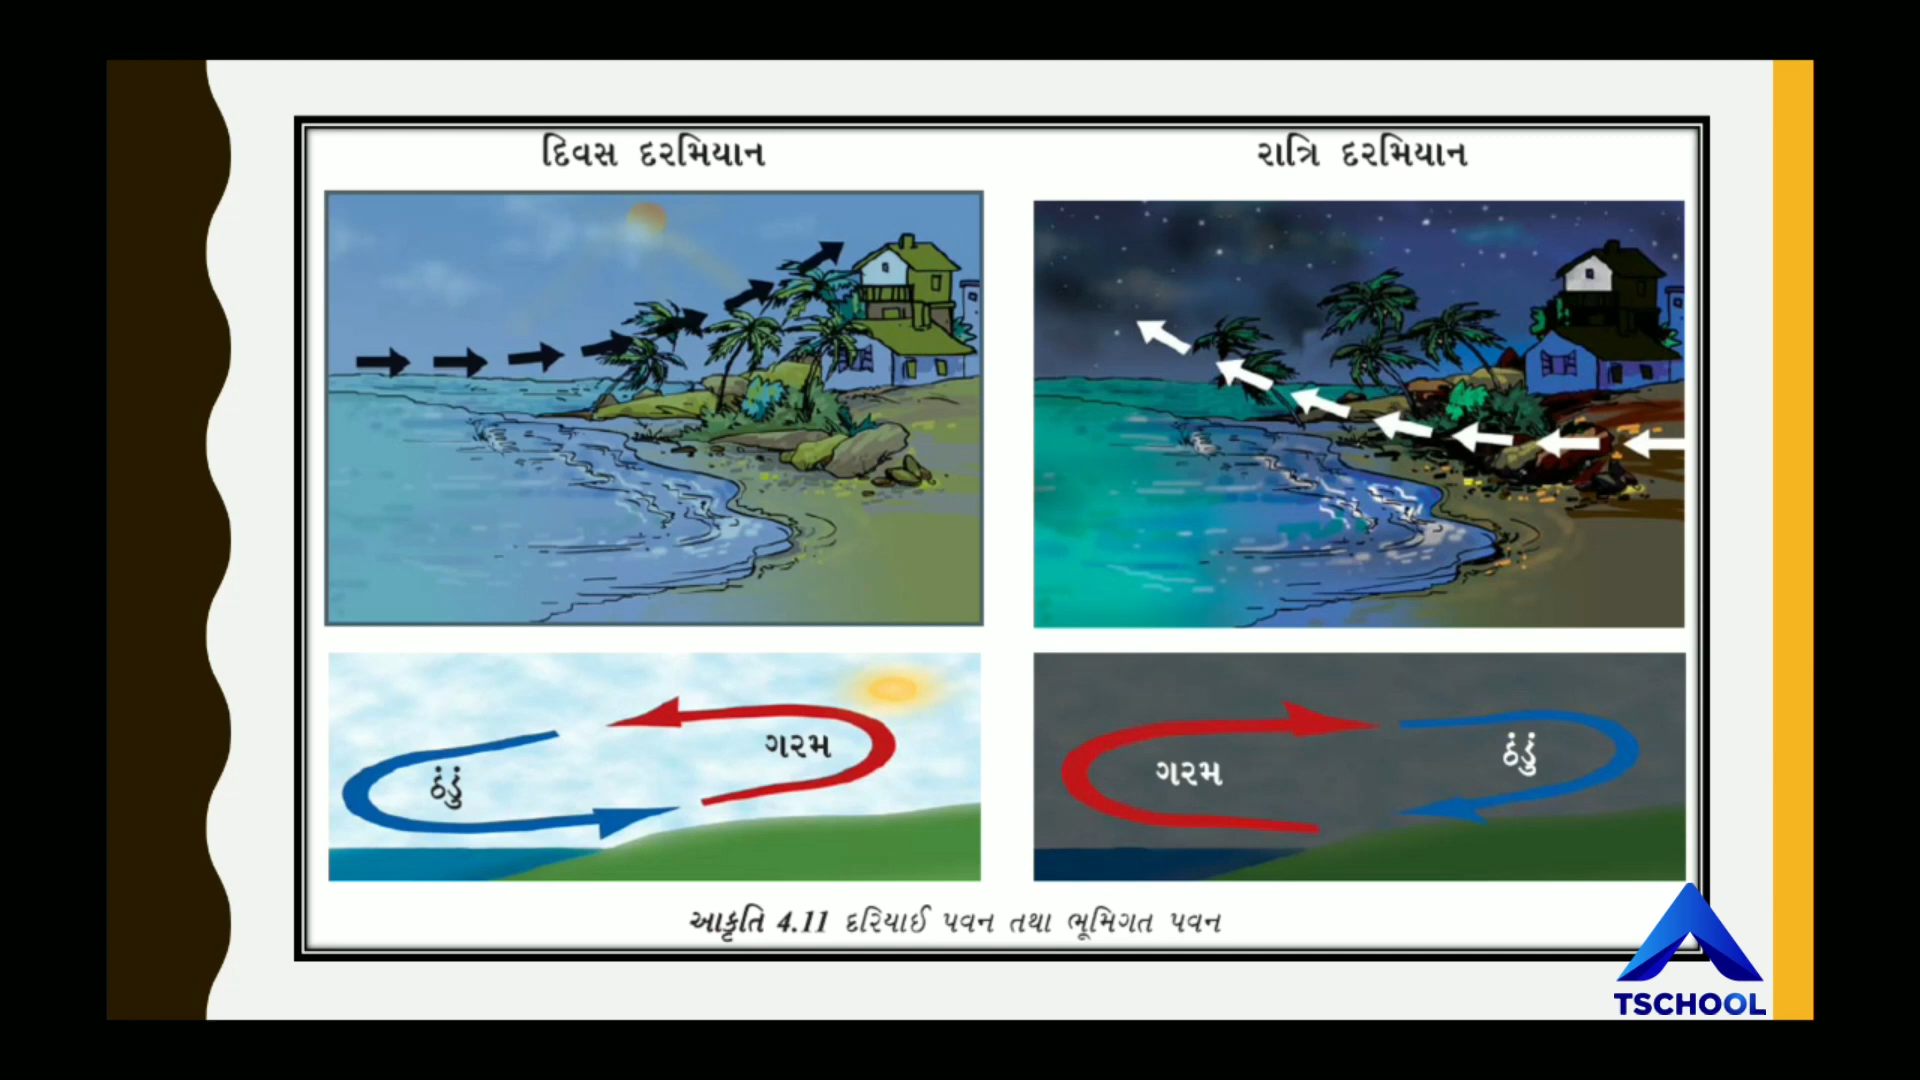 દિવસ દરમિયાન
રાત્રિ દરમિયાન
ગરમ
ઠંડું
ગરમ
ઠંડું
આકૃતિ 4.11 દરિયાઈ પવન તથા ભૂમિગત પવન
TSCHOOL